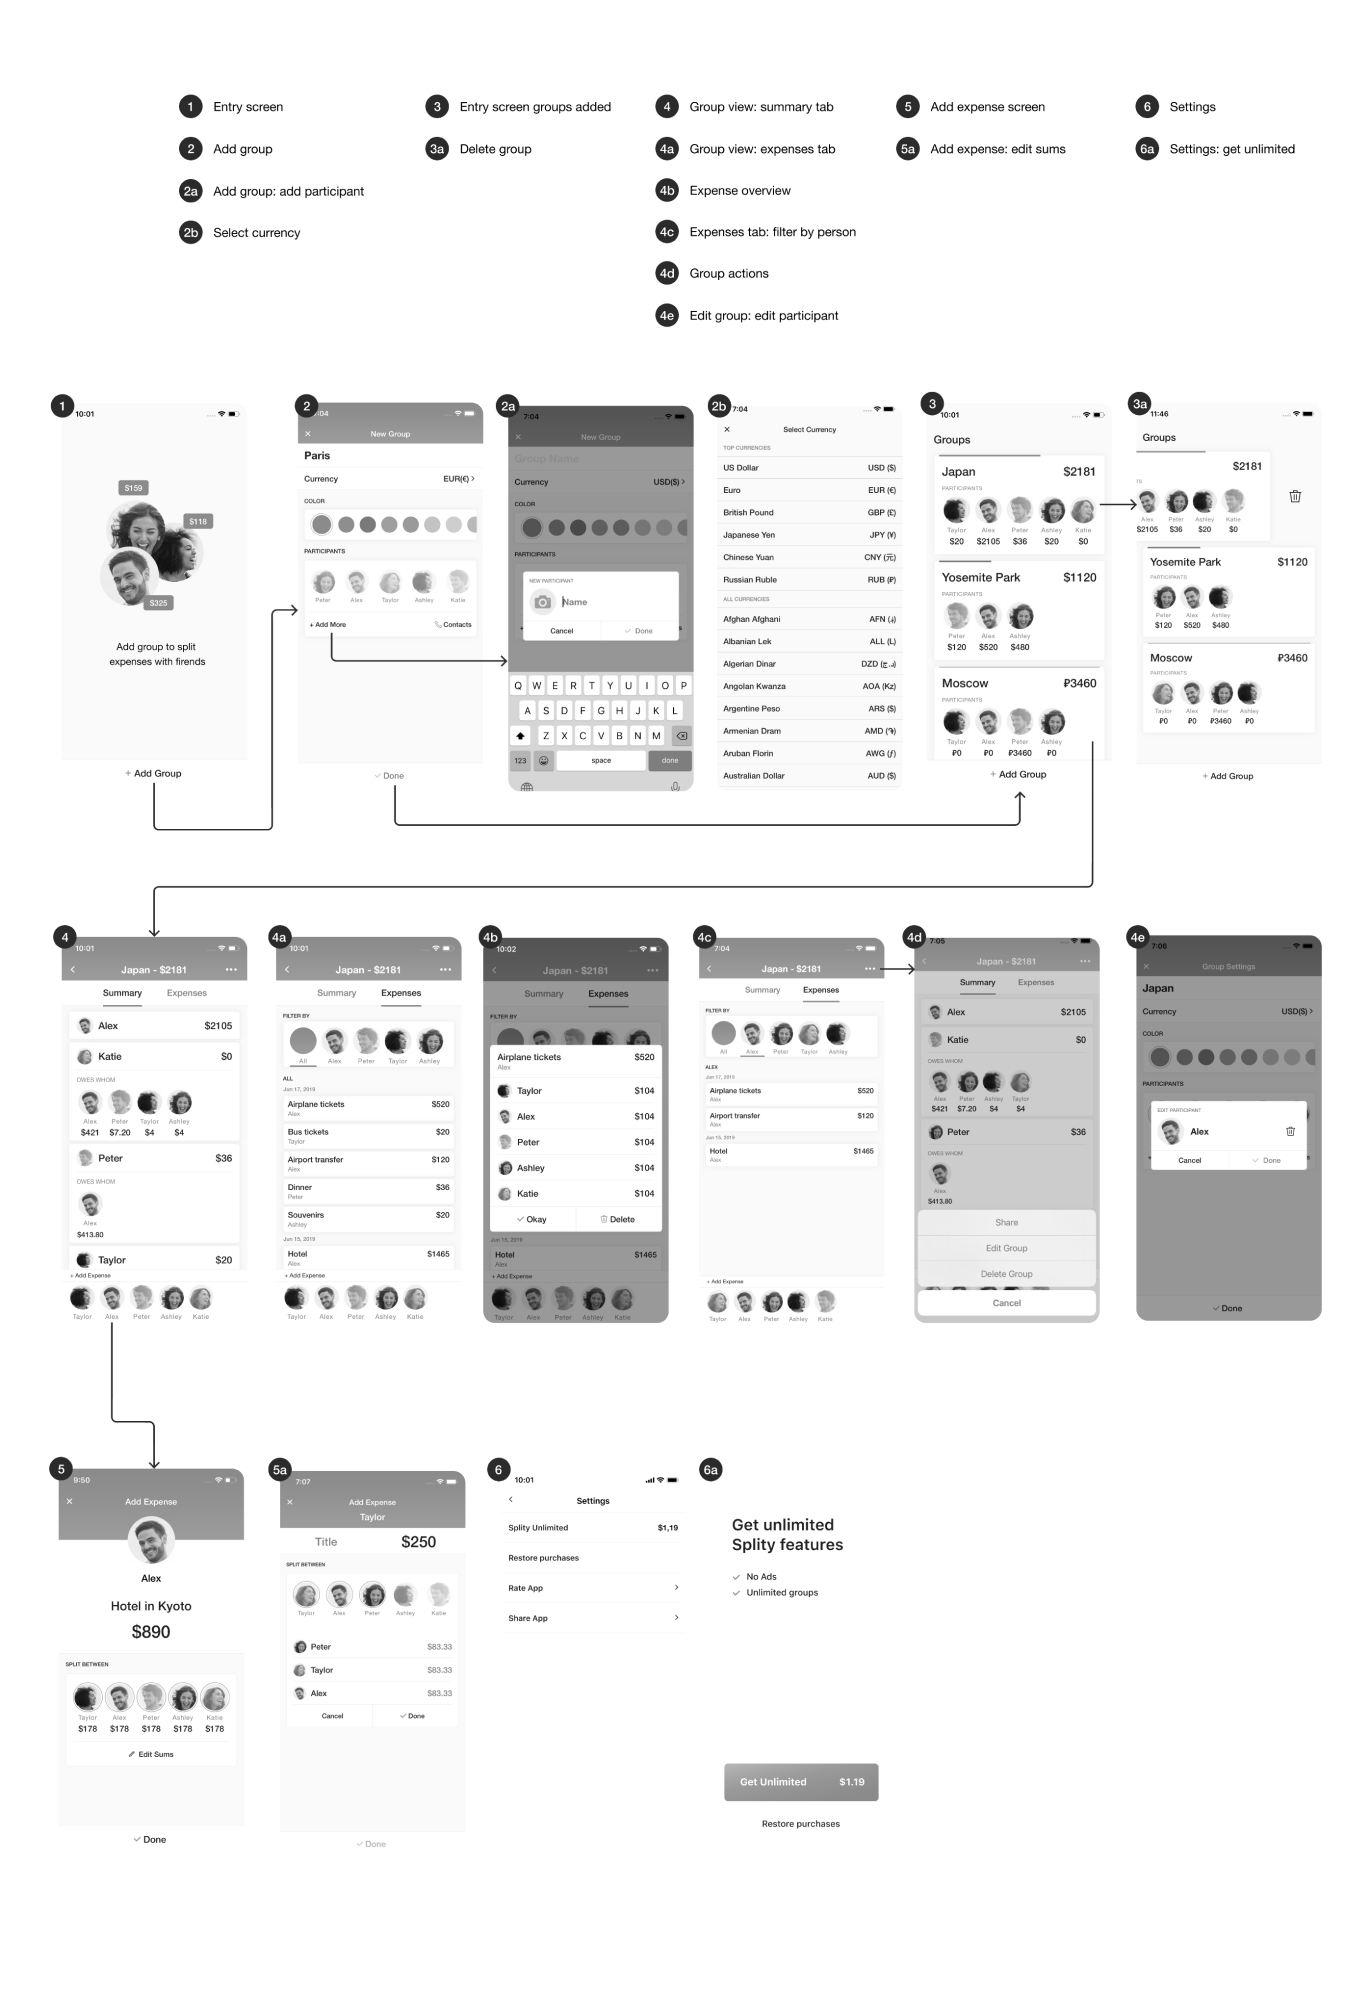 1 Entry screen
2 Add group
2a Add group: add participant
2b Select currency
3 Entry screen groups added
3a Delete group
4 Group view: summary tab
4a Group view: expenses tab
4b Expense overview
4c Expenses tab: filter by person
4d Group actions
4e Edit group: edit participant
5 Add expense screen
5a Add expense: edit sums
6 Settings
6a Settings: get unlimited
1
10:01
$159
$118
$325
Add group to split
expenses with firends
+ Add Group
2
:04
× New Group
Paris
Currency EUR(€) >
COLOR
PARTICIPANTS
Peter Alex Taylor Ashley Katie
+ Add More Contacts
Done
2a
7:04
× New Group
Group Name
Currency USD($) >
COLOR
PARTICIPANTS
NEW PARTICIPANT
Name
Cancel Done
Q W E R T Y U I O P
A S D F G H J K L
Z X C V B N M
123 space done
2b
7:04
× Select Currency
TOP CURRENCIES
US Dollar USD ($)
Euro EUR (€)
British Pound GBP (£)
Japanese Yen JPY (¥)
Chinese Yuan CNY (元)
Russian Ruble RUB (₽)
ALL CURRENCIES
Afghan Afghani AFN (؋)
Albanian Lek ALL (L)
Algerian Dinar DZD (د.ج)
Angolan Kwanza AOA (Kz)
Argentine Peso ARS ($)
Armenian Dram AMD (֏)
Aruban Florin AWG (ƒ)
Australian Dollar AUD ($)
3
10:01
Groups
Japan $2181
PARTICIPANTS
Taylor Alex Peter Ashley Katie
$20 $2105 $36 $20 $0
Yosemite Park $1120
PARTICIPANTS
Peter Alex Taylor
$120 $520 $480
Moscow ₽3460
PARTICIPANTS
Taylor Alex Peter Ashley
₽0 ₽0 ₽3460 ₽0
+ Add Group
3a
11:46
Groups
$2181
TS
Alex Peter Ashley Katie
$2105 $36 $20 $0
Yosemite Park $1120
PARTICIPANTS
Peter Alex Ashley
$120 $520 $480
Moscow ₽3460
PARTICIPANTS
Taylor Alex Peter Ashley
₽0 ₽0 ₽3460 ₽0
+ Add Group
4
10:01
< Japan - $2181 •••
Summary Expenses
Alex $2105
Katie $0
OWES WHOM
Alex Peter Taylor Ashley
$421 $7.20 $4 $4
Peter $36
OWES WHOM
Alex
$413.80
Taylor $20
+ Add Expense
Taylor Alex Peter Ashley Katie
4a
10:01
< Japan - $2181 •••
Summary Expenses
FILTER BY
All Alex Peter Taylor Ashley
ALL
Jun 17, 2019
Airplane tickets $520
Alex
Bus tickets $20
Taylor
Airport transfer $120
Alex
Dinner $36
Peter
Souvenirs $20
Ashley
Jun 15, 2019
Hotel $1465
Alex
+ Add Expense
Taylor Alex Peter Ashley Katie
4b
10:02
< Japan - $2181 •••
Summary Expenses
FILTER BY
Airplane tickets $520
Alex
Taylor $104
Alex $104
Peter $104
Ashley $104
Katie $104
Okay Delete
Jun 15, 2019
Hotel $1465
Alex
+ Add Expense
Taylor Alex Peter Ashley Katie
4c
7:04
< Japan - $2181 •••
Summary Expenses
FILTER BY
All Alex Peter Taylor Ashley
ALEX
Jun 17, 2019
Airplane tickets $520
Alex
Airport transfer $120
Alex
Jun 15, 2019
Hotel $1465
Alex
+ Add Expense
Taylor Alex Peter Ashley Katie
4d
7:05
< Japan - $2181 •••
Summary Expenses
Alex $2105
Katie $0
OWES WHOM
Alex Peter Ashley Taylor
$421 $7.20 $4 $4
Peter $36
OWES WHOM
Alex
$413.80
Share
Edit Group
Delete Group
Cancel
4e
7:06
× Group Settings
Japan
Currency USD($) >
COLOR
PARTICIPANTS
EDIT PARTICIPANT
Alex
Cancel Done
Done
5
9:50
× Add Expense
Alex
Hotel in Kyoto
$890
SPLIT BETWEEN
Taylor Alex Peter Ashley Katie
$178 $178 $178 $178 $178
Edit Sums
Done
5a
7:07
× Add Expense
Taylor
Title $250
SPLIT BETWEEN
Taylor Alex Peter Ashley Katie
Peter $83.33
Taylor $83.33
Alex $83.33
Cancel Done
Done
6
10:01
< Settings
Splity Unlimited $1,19
Restore purchases
Rate App >
Share App >
6a
Get unlimited
Splity features
No Ads
Unlimited groups
Get Unlimited $1.19
Restore purchases